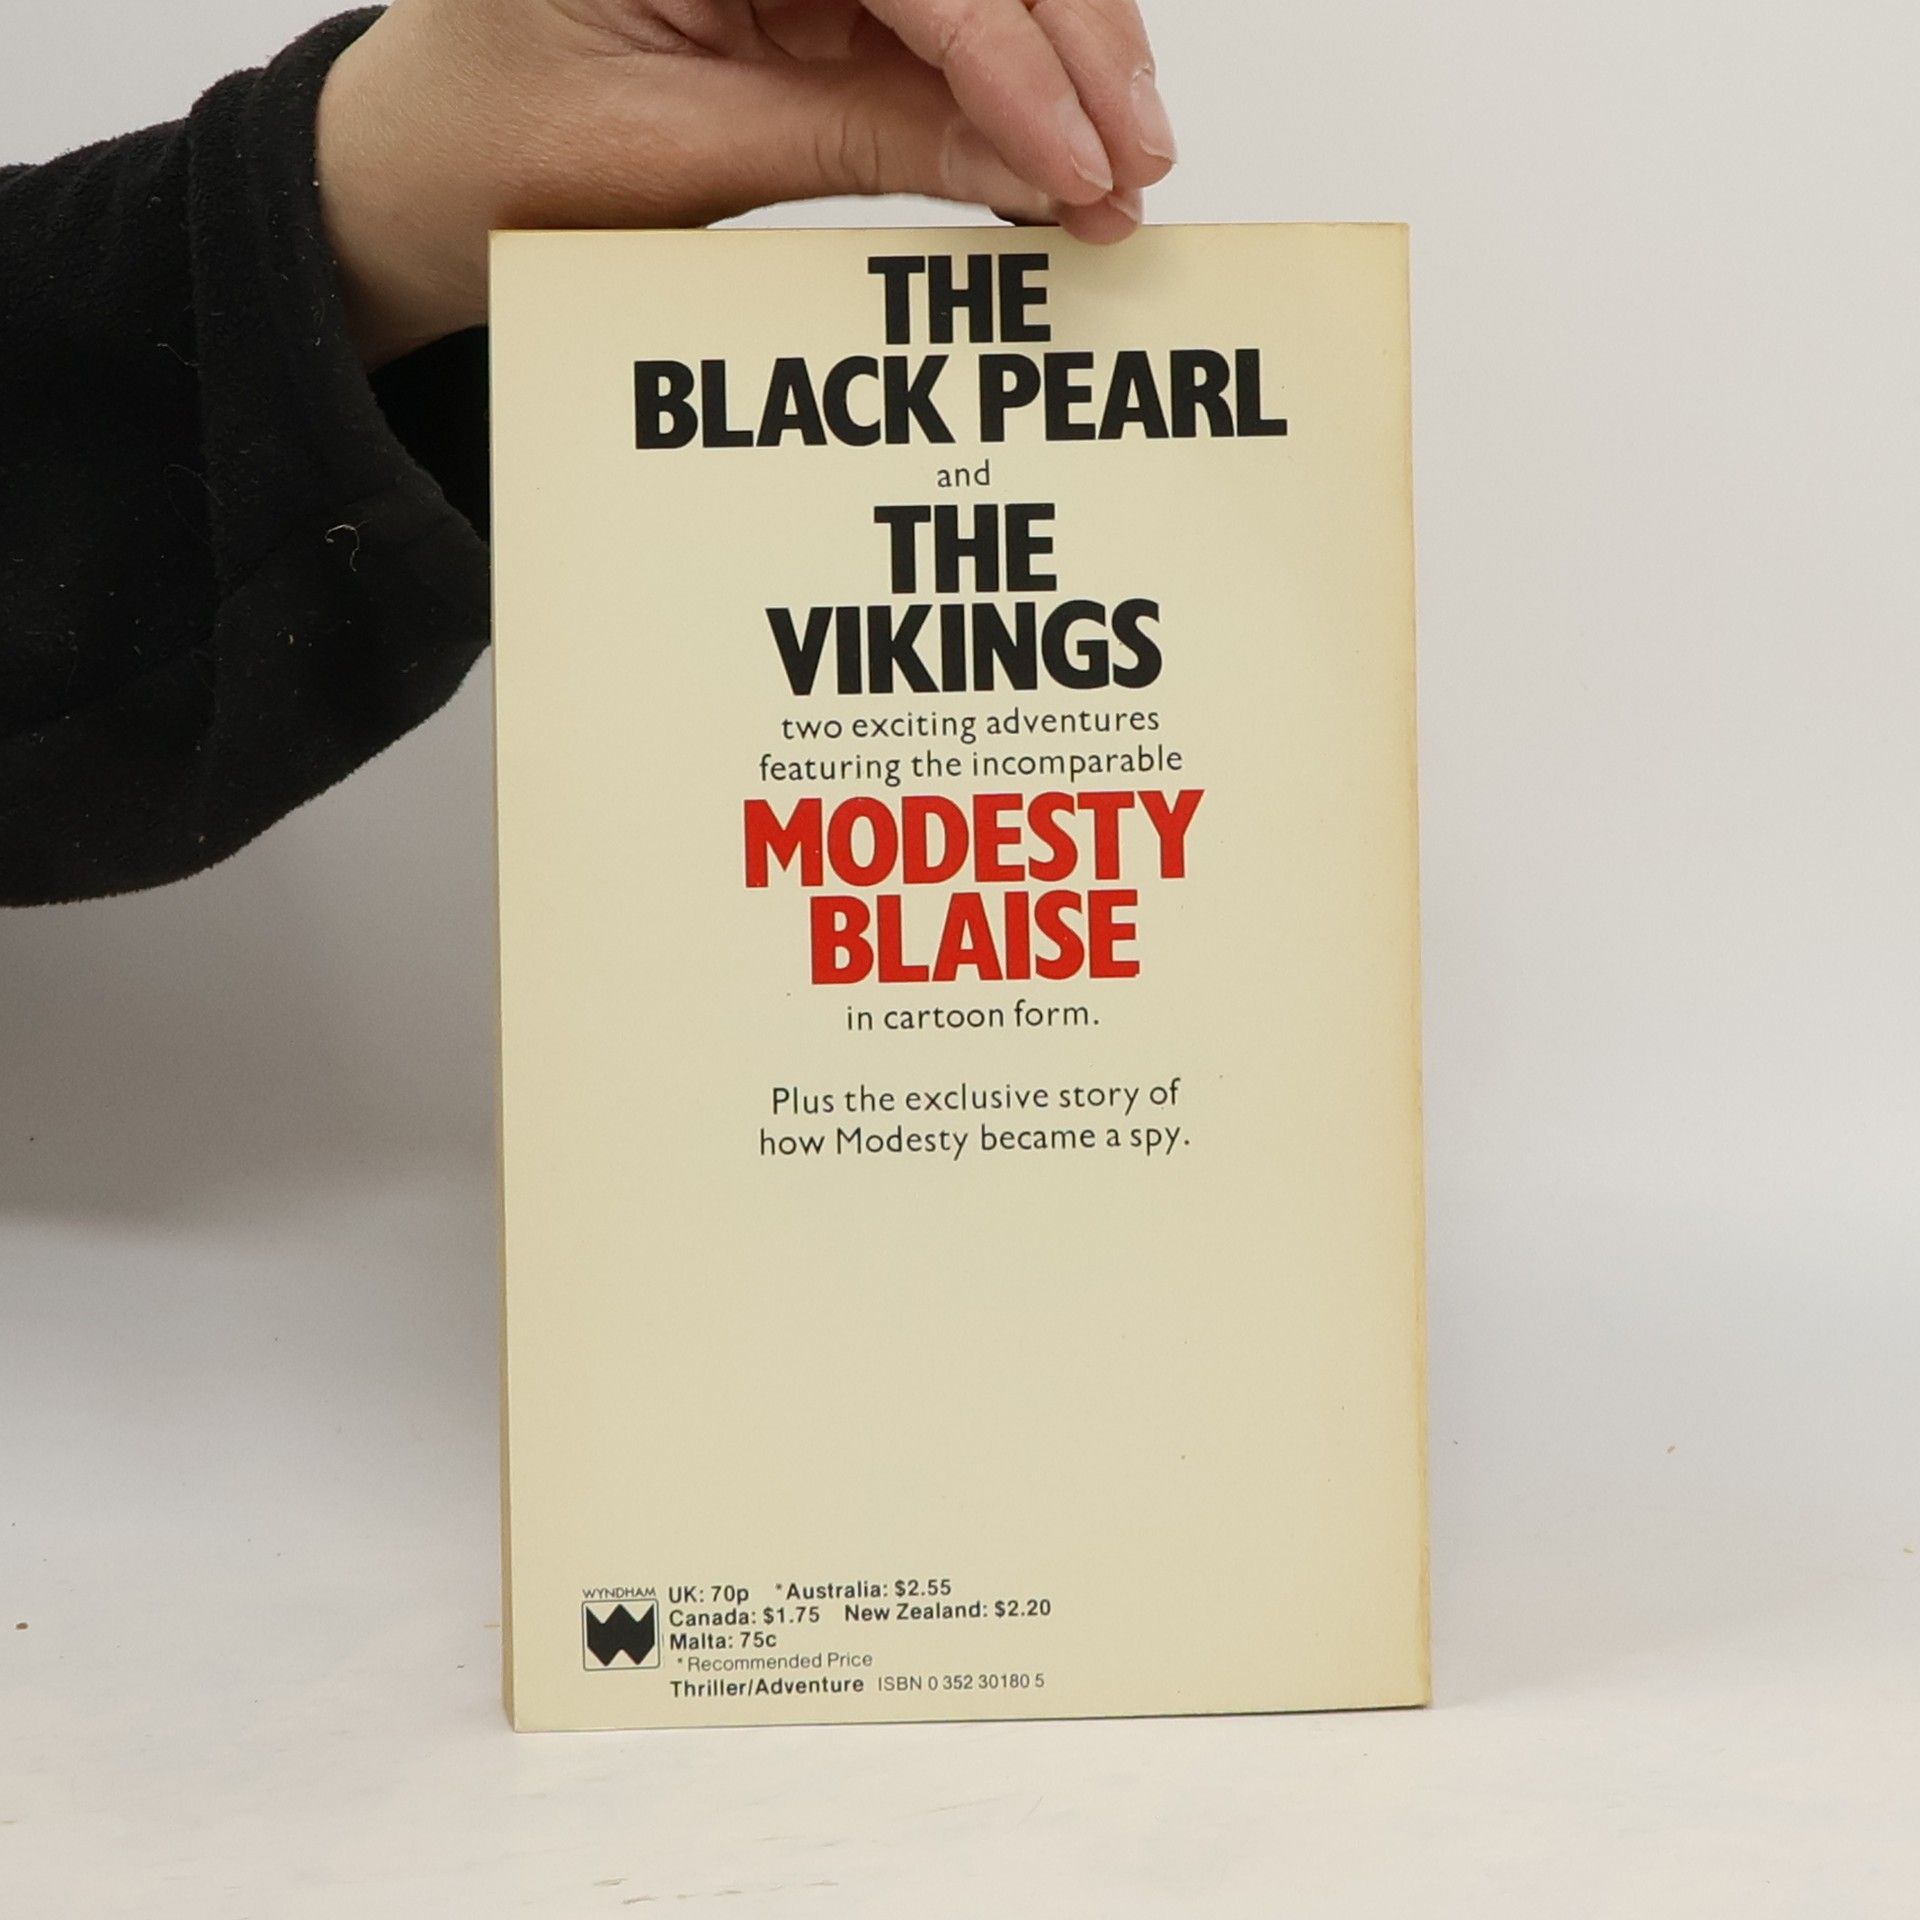 THE
BLACK PEARL
and
THE
VIKINGS
two exciting adventures
featuring the incomparable
MODESTY
BLAISE
in cartoon form.
Plus the exclusive story of
how Modesty became a spy.
WYNDHAM
UK: 70p *Australia: $2.55
Canada: $1.75 New Zealand: $2.20
Malta: 75c
*Recommended Price
Thriller/Adventure ISBN 0 352 30180 5